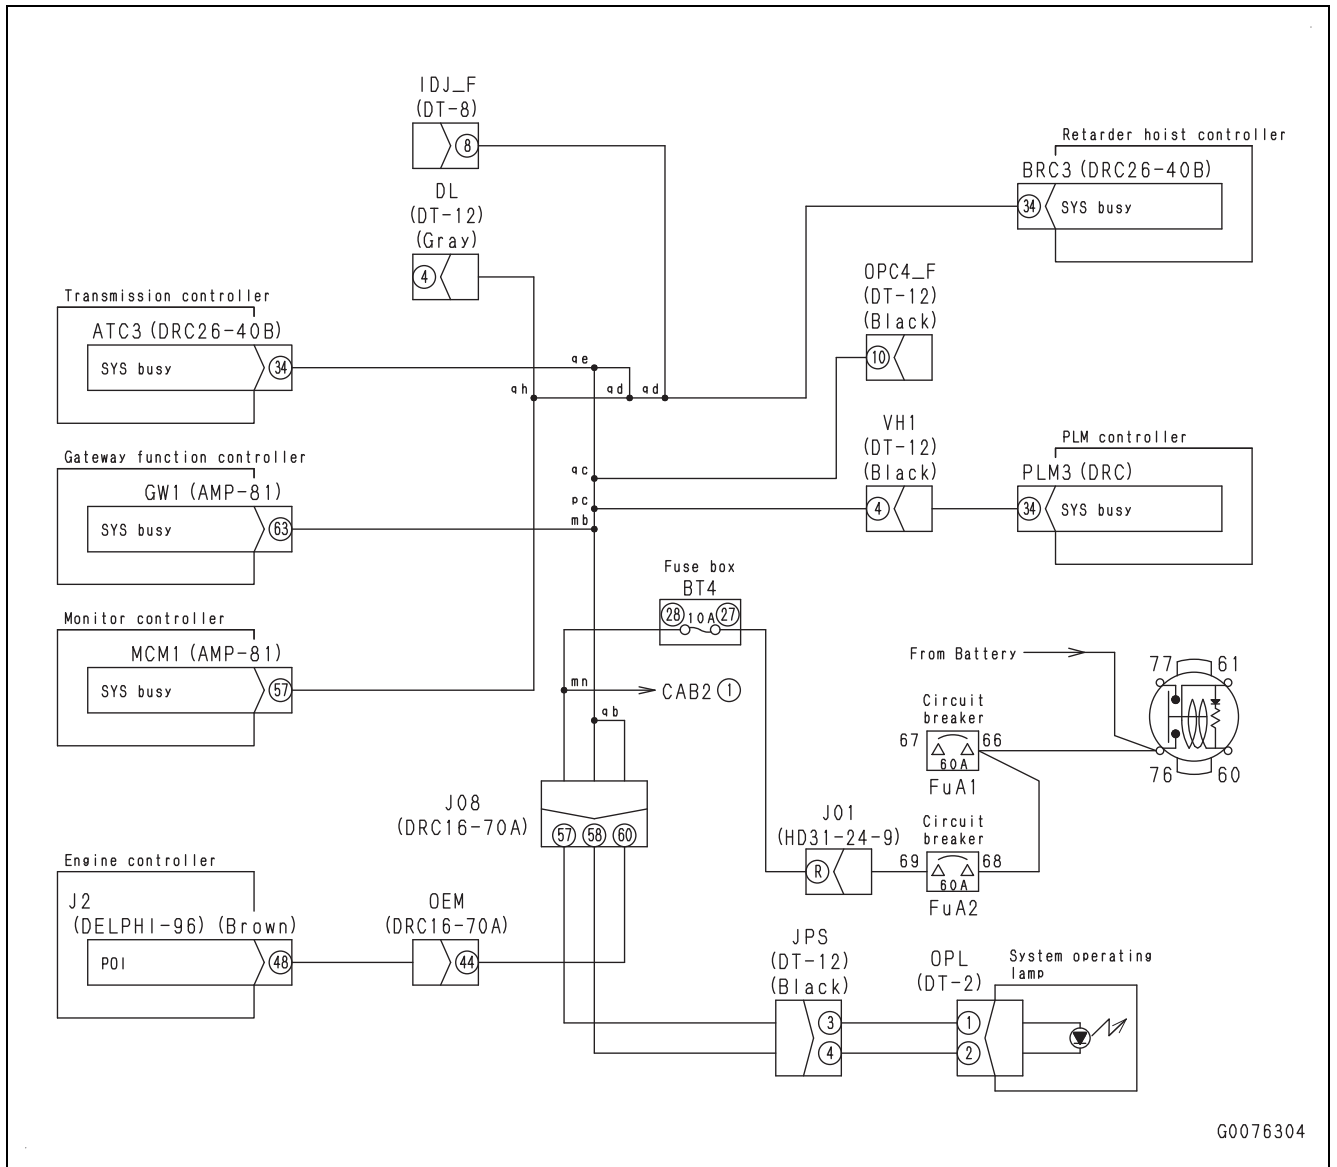 IDJ_F
(DT-8)
8
DL
(DT-12)
(Gray)
4
Retarder hoist controller
BRC3 (DRC26-40B)
34
SYS busy
OPC4_F
(DT-12)
(Black)
10
Transmission controller
ATC3 (DRC26-40B)
SYS busy
34
qe
qh
qd
qd
VH1
(DT-12)
(Black)
4
PLM controller
PLM3 (DRC)
34
SYS busy
Gateway function controller
GW1 (AMP-81)
SYS busy
63
qc
pc
mb
Fuse box
BT4
28
10A
27
Monitor controller
MCM1 (AMP-81)
SYS busy
57
mn
CAB2 1
qb
From Battery
77
61
76
60
Circuit
breaker
67
66
60A
FuA1
J08
(DRC16-70A)
57
58
60
J01
(HD31-24-9)
R
Circuit
breaker
69
68
60A
FuA2
Engine controller
J2
(DELPHI-96) (Brown)
POI
48
OEM
(DRC16-70A)
44
JPS
(DT-12)
(Black)
3
4
OPL
(DT-2)
1
2
System operating
lamp
G0076304